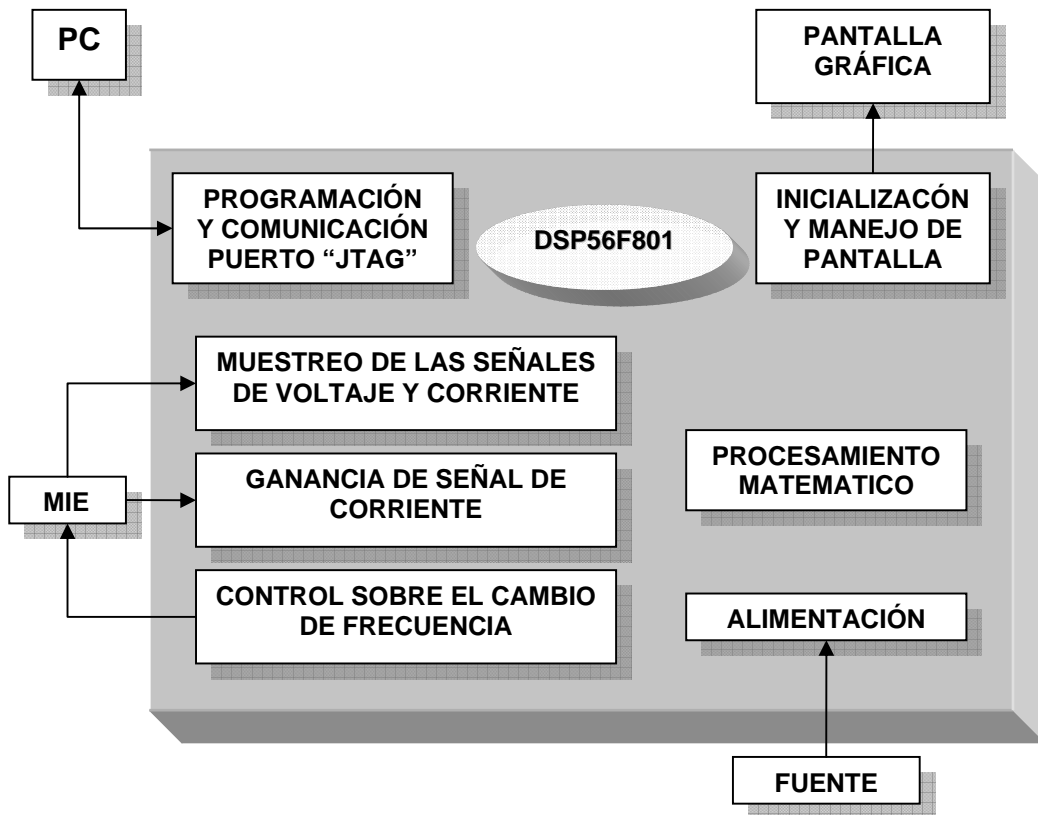 PC
PANTALLA
GRÁFICA
PROGRAMACIÓN
Y COMUNICACIÓN
PUERTO “JTAG”
DSP56F801
INICIALIZACÓN
Y MANEJO DE
PANTALLA
MUESTREO DE LAS SEÑALES
DE VOLTAJE Y CORRIENTE
MIE
GANANCIA DE SEÑAL DE
CORRIENTE
PROCESAMIENTO
MATEMATICO
CONTROL SOBRE EL CAMBIO
DE FRECUENCIA
ALIMENTACIÓN
FUENTE